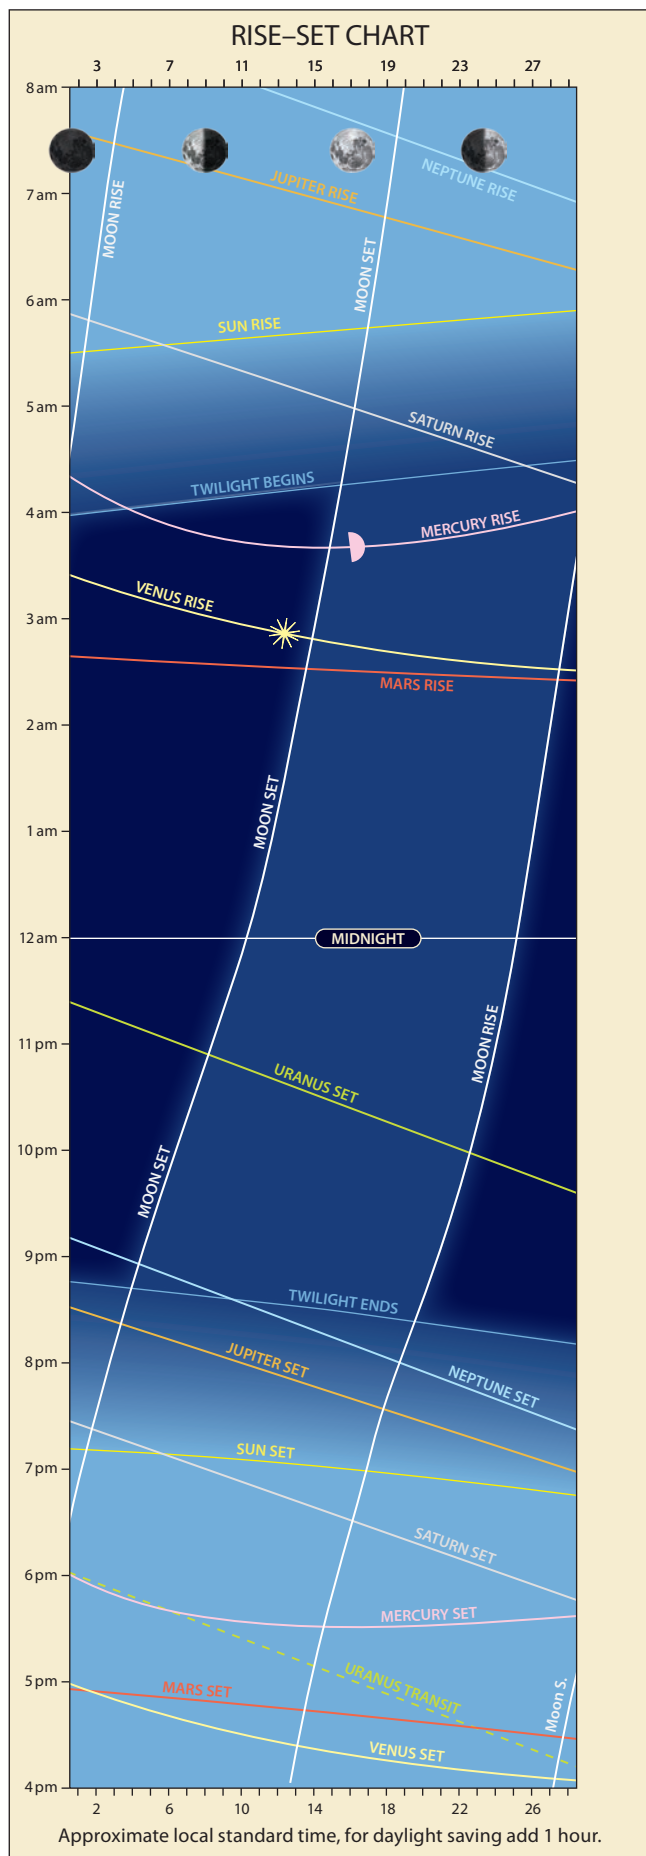 RISE–SET CHART
3 7 11 15 19 23 27
8 am
NEPTUNE RISE
JUPITER RISE
7 am
MOON RISE
MOON SET
6 am
SUN RISE
5 am
SATURN RISE
TWILIGHT BEGINS
4 am
MERCURY RISE
VENUS RISE
3 am
MARS RISE
2 am
MOON SET
1 am
12 am
MIDNIGHT
11 pm
MOON RISE
URANUS SET
10 pm
MOON SET
9 pm
TWILIGHT ENDS
8 pm
JUPITER SET
NEPTUNE SET
SUN SET
7 pm
SATURN SET
6 pm
MERCURY SET
5 pm
URANUS TRANSIT
MARS SET
Moon S.
VENUS SET
4 pm
2 6 10 14 18 22 26
Approximate local standard time, for daylight saving add 1 hour.